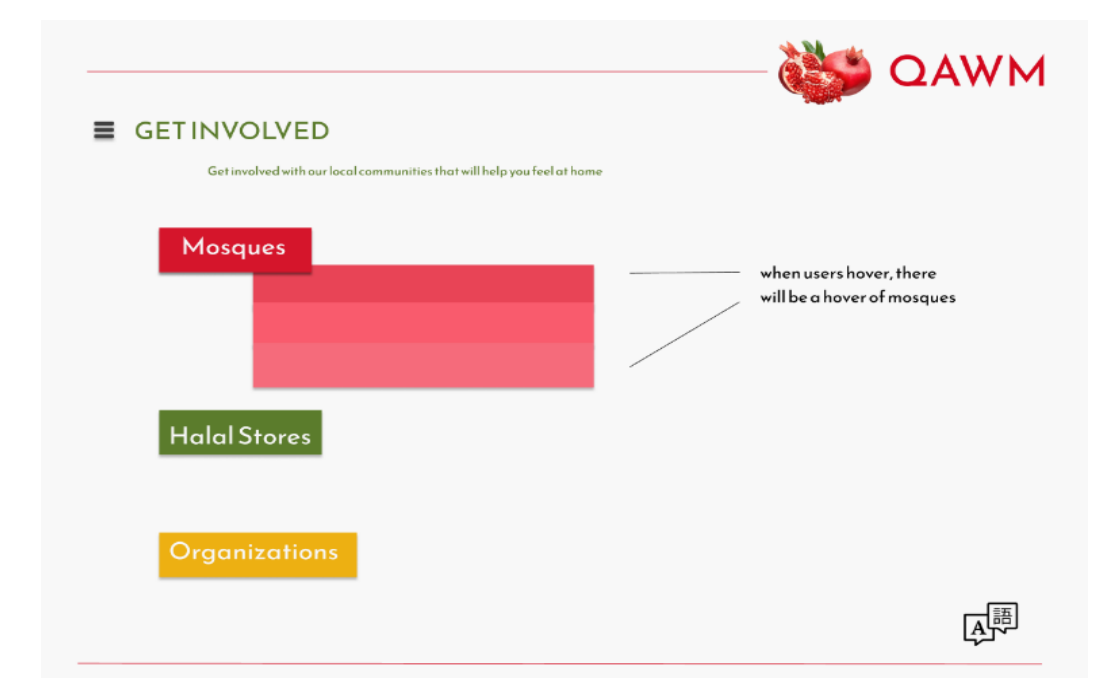 QAWM
GET INVOLVED
Get involved with our local communities that will help you feel at home
Mosques
when users hover, there
will be a hover of mosques
Halal Stores
Organizations
A 語